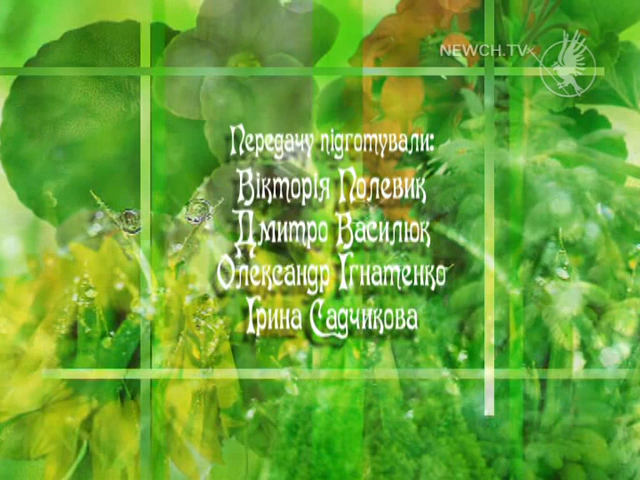 NEWCH.TV
Передачу підготували:
Вікторія Полевик
Дмитро Василюк
Олександр Ігнатенко
Ірина Садчикова